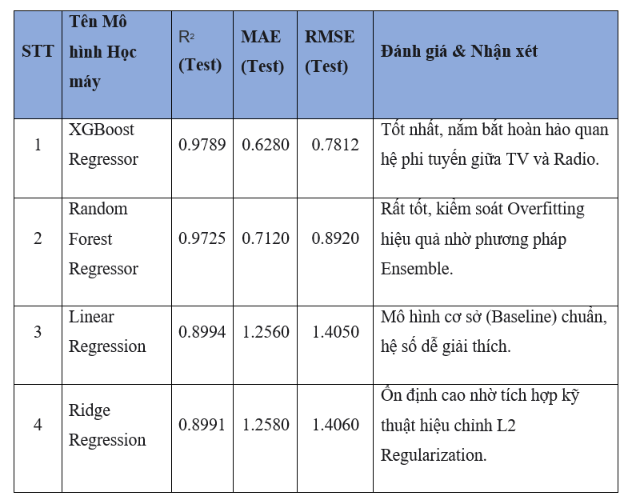 STT
Tên Mô
hình Học
máy
R²
(Test)
MAE
(Test)
RMSE
(Test)
Đánh giá & Nhận xét
1
XGBoost
Regressor
0.9789
0.6280
0.7812
Tốt nhất, nắm bắt hoàn hảo quan
hệ phi tuyến giữa TV và Radio.
2
Random
Forest
Regressor
0.9725
0.7120
0.8920
Rất tốt, kiểm soát Overfitting
hiệu quả nhờ phương pháp
Ensemble.
3
Linear
Regression
0.8994
1.2560
1.4050
Mô hình cơ sở (Baseline) chuẩn,
hệ số dễ giải thích.
4
Ridge
Regression
0.8991
1.2580
1.4060
Ổn định cao nhờ tích hợp kỹ
thuật hiệu chỉnh L2
Regularization.